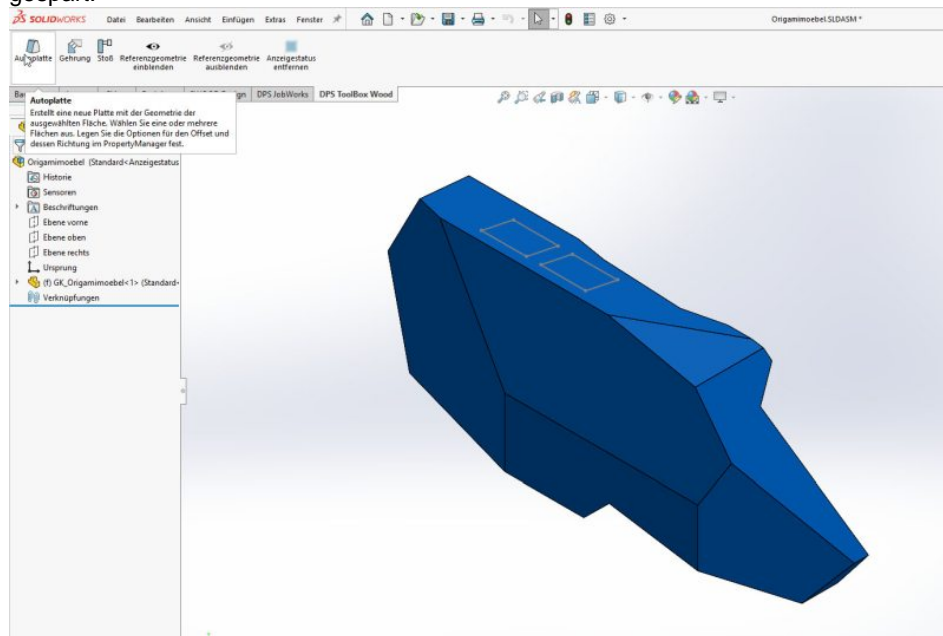 gespart.
SOLIDWORKS Datei Bearbeiten Ansicht Einfügen Extras Fenster Origamimoebel.SLDASM *
Autoplatte Gehrung Stoß Referenzgeometrie einblenden Referenzgeometrie ausblenden Anzeigestatus entfernen
DPS JobWorks DPS ToolBox Wood
Autoplatte
Erstellt eine neue Platte mit der Geometrie der
ausgewählten Fläche. Wählen Sie eine oder mehrere
Flächen aus. Legen Sie die Optionen für den Offset und
dessen Richtung im PropertyManager fest.
Origamimoebel (Standard<Anzeigestatus
Historie
Sensoren
Beschriftungen
Ebene vorne
Ebene oben
Ebene rechts
Ursprung
(f) GK_Origamimoebel<1> (Standard-
Verknüpfungen